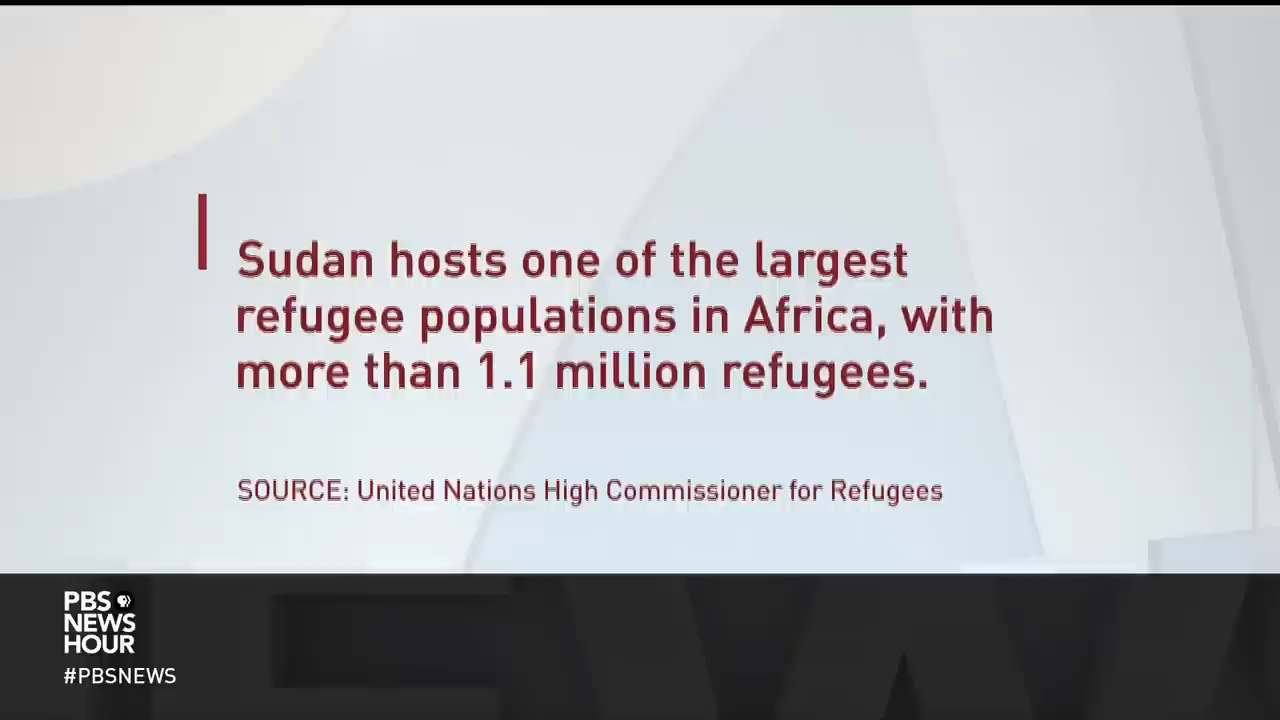 Sudan hosts one of the largest
refugee populations in Africa, with
more than 1.1 million refugees.
SOURCE: United Nations High Commissioner for Refugees
PBS
NEWS
HOUR
#PBSNEWS